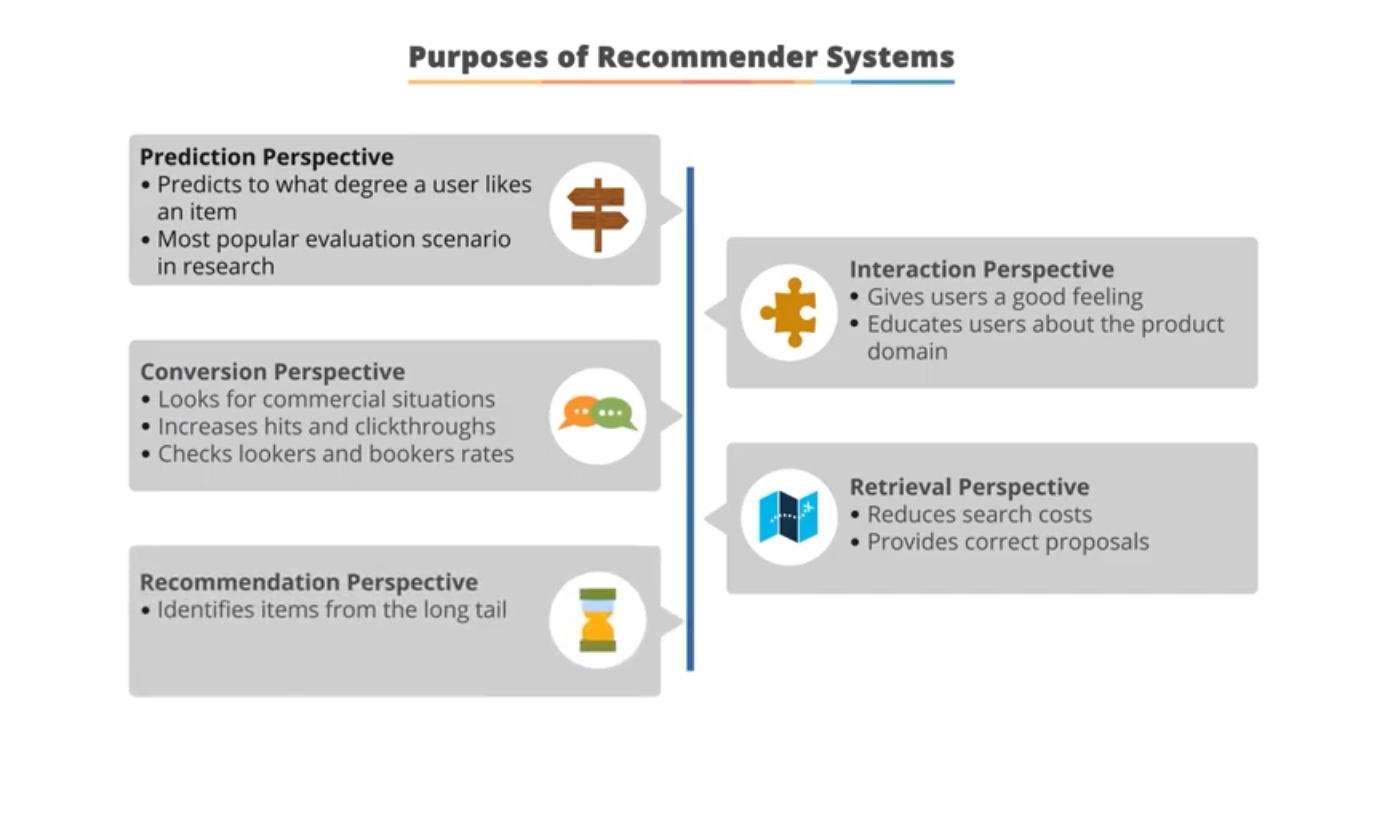 Purposes of Recommender Systems
Prediction Perspective
• Predicts to what degree a user likes
an item
• Most popular evaluation scenario
in research
Interaction Perspective
• Gives users a good feeling
• Educates users about the product
domain
Conversion Perspective
• Looks for commercial situations
• Increases hits and clickthroughs
• Checks lookers and bookers rates
Retrieval Perspective
• Reduces search costs
• Provides correct proposals
Recommendation Perspective
• Identifies items from the long tail